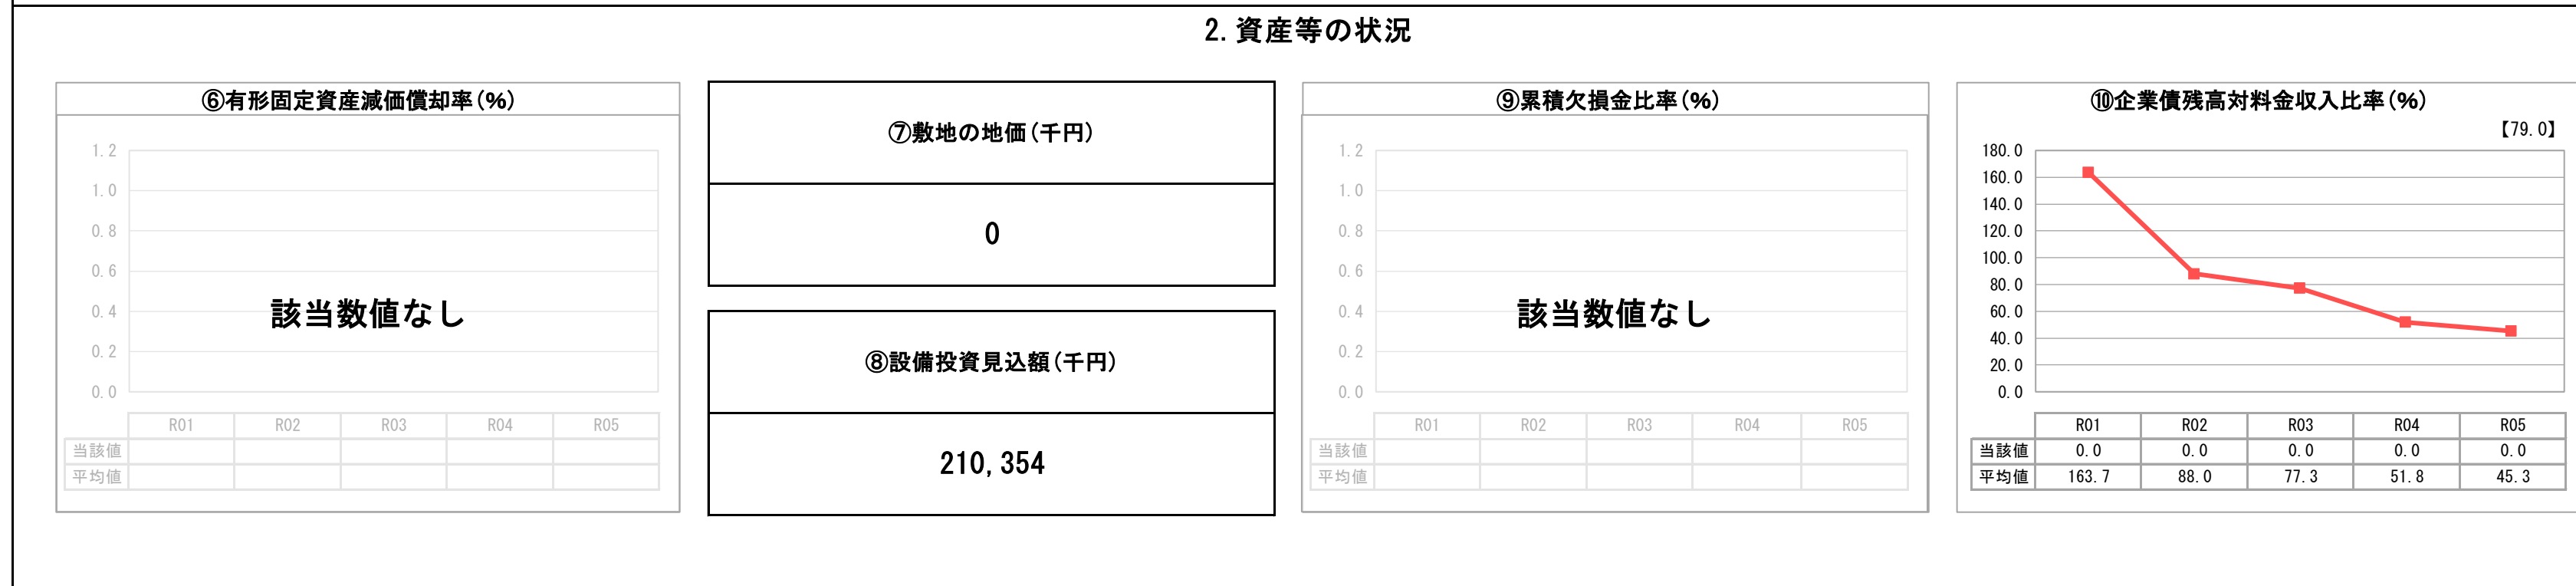 2. 資産等の状況
⑥有形固定資産減価償却率(%)
1.2
1.0
0.8
0.6
0.4
0.2
0.0
該当数値なし
R01 R02 R03 R04 R05
当該値
平均値
⑦敷地の地価(千円)
0
⑧設備投資見込額(千円)
210,354
⑨累積欠損金比率(%)
1.2
1.0
0.8
0.6
0.4
0.2
0.0
該当数値なし
R01 R02 R03 R04 R05
当該値
平均値
⑩企業債残高対料金収入比率(%)
【79.0】
180.0
160.0
140.0
120.0
100.0
80.0
60.0
40.0
20.0
0.0
R01 R02 R03 R04 R05
当該値 0.0 0.0 0.0 0.0 0.0
平均値 163.7 88.0 77.3 51.8 45.3